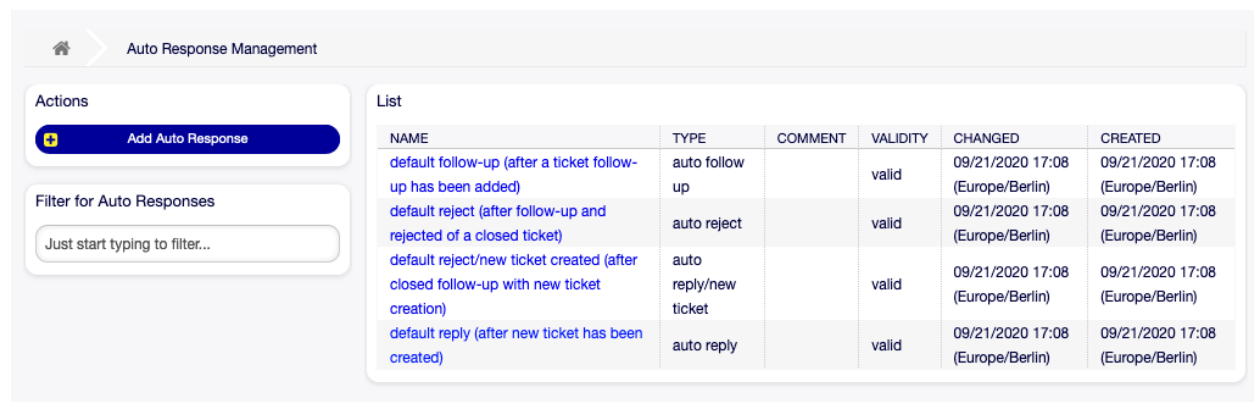 Auto Response Management
Actions
Add Auto Response
Filter for Auto Responses
Just start typing to filter...
List
NAME TYPE COMMENT VALIDITY CHANGED CREATED
default follow-up (after a ticket follow- auto follow 09/21/2020 17:08 09/21/2020 17:08
up has been added) up valid (Europe/Berlin) (Europe/Berlin)
default reject (after follow-up and 09/21/2020 17:08 09/21/2020 17:08
rejected of a closed ticket) auto reject valid (Europe/Berlin) (Europe/Berlin)
default reject/new ticket created (after auto
closed follow-up with new ticket reply/new valid 09/21/2020 17:08 09/21/2020 17:08
creation) ticket (Europe/Berlin) (Europe/Berlin)
default reply (after new ticket has been 09/21/2020 17:08 09/21/2020 17:08
created) auto reply valid (Europe/Berlin) (Europe/Berlin)